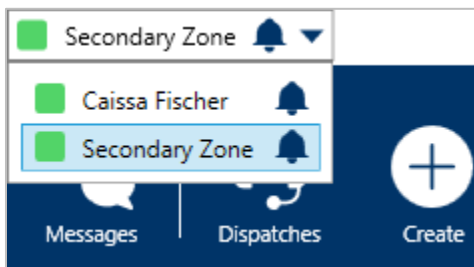 Secondary Zone
Caissa Fischer
Secondary Zone
Messages Dispatches Create